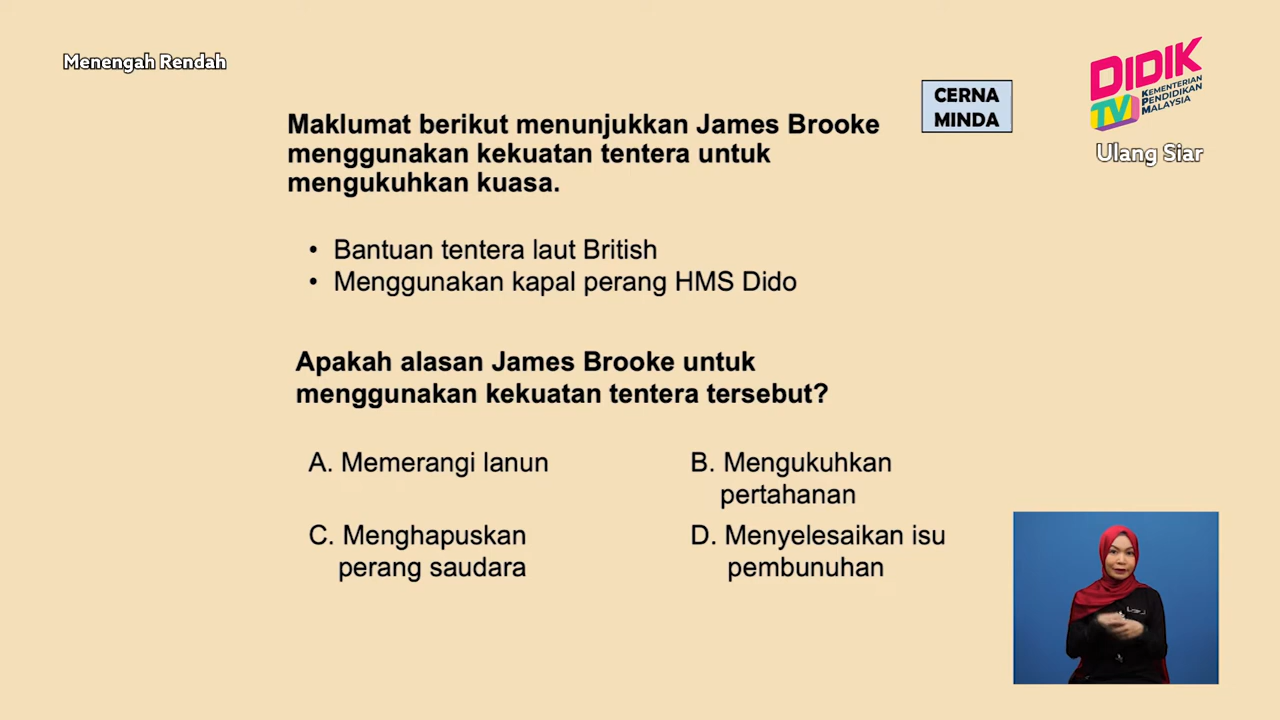 Menengah Rendah
DIDIK
TV
KEMENTERIAN
PENDIDIKAN
MALAYSIA
Ulang Siar
CERNA
MINDA
Maklumat berikut menunjukkan James Brooke
menggunakan kekuatan tentera untuk
mengukuhkan kuasa.
• Bantuan tentera laut British
• Menggunakan kapal perang HMS Dido
Apakah alasan James Brooke untuk
menggunakan kekuatan tentera tersebut?
A. Memerangi lanun
B. Mengukuhkan
pertahanan
C. Menghapuskan
perang saudara
D. Menyelesaikan isu
pembunuhan